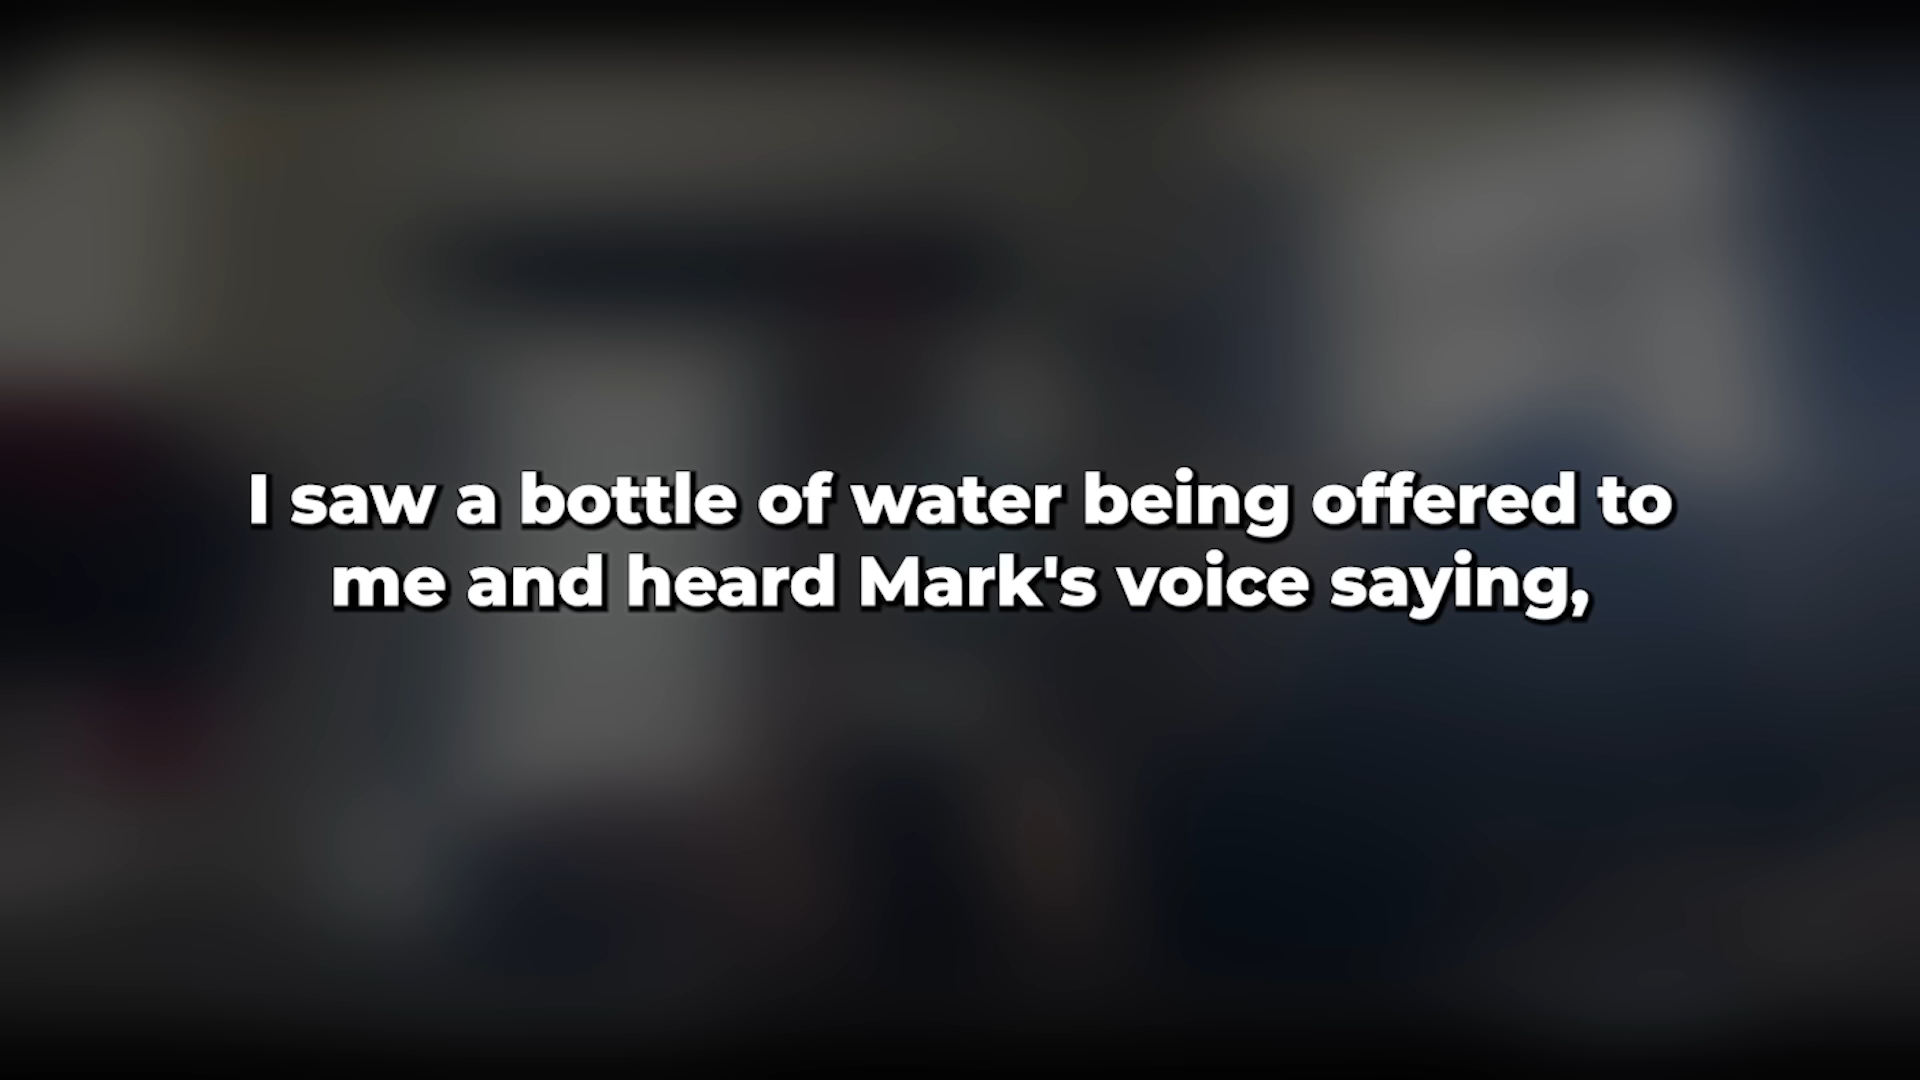 I saw a bottle of water being offered to
me and heard Mark's voice saying,